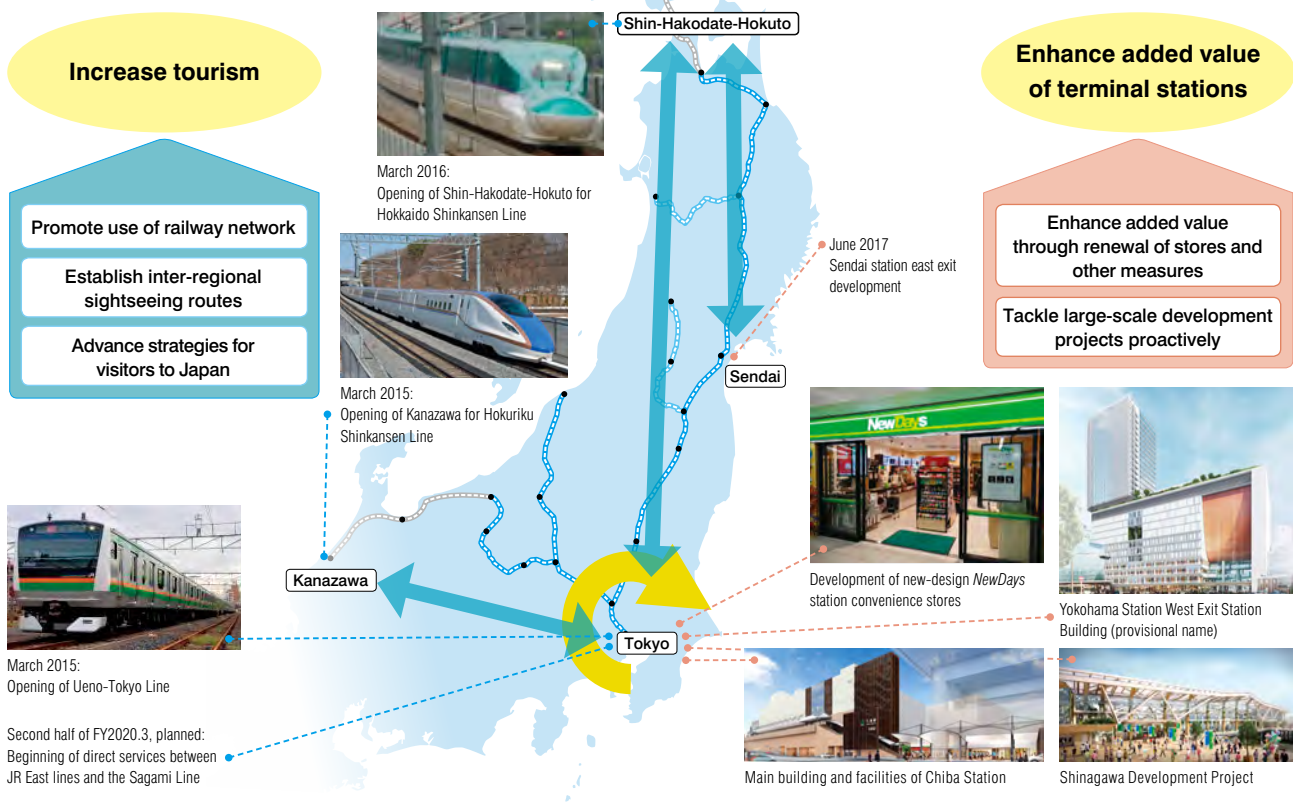 Increase tourism
Promote use of railway network
Establish inter-regional
sightseeing routes
Advance strategies for
visitors to Japan
Shin-Hakodate-Hokuto
March 2016:
Opening of Shin-Hakodate-Hokuto for
Hokkaido Shinkansen Line
March 2015:
Opening of Kanazawa for Hokuriku
Shinkansen Line
Enhance added value
of terminal stations
Enhance added value
through renewal of stores and
other measures
Tackle large-scale development
projects proactively
June 2017
Sendai station east exit
development
Sendai
Kanazawa
Tokyo
March 2015:
Opening of Ueno-Tokyo Line
Second half of FY2020.3, planned:
Beginning of direct services between
JR East lines and the Sagami Line
NewDays
Development of new-design NewDays
station convenience stores
Yokohama Station West Exit Station
Building (provisional name)
Main building and facilities of Chiba Station
Shinagawa Development Project